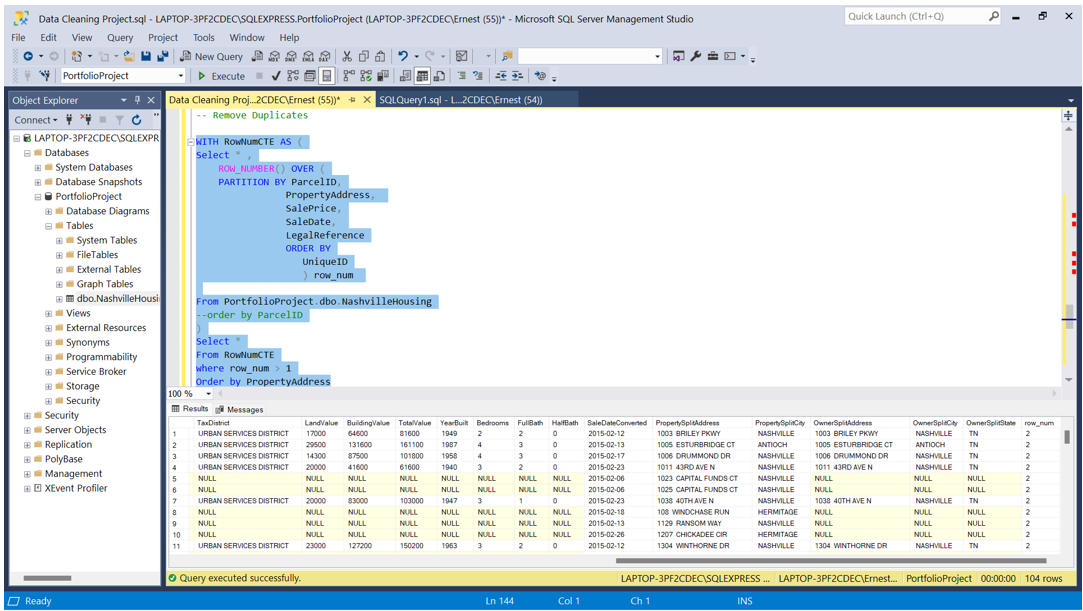 Data Cleaning Project.sql - LAPTOP-3PF2CDEC\SQLEXPRESS.PortfolioProject (LAPTOP-3PF2CDEC\Ernest (55))* - Microsoft SQL Server Management Studio
Quick Launch (Ctrl+Q)
File Edit View Query Project Tools Window Help
New Query
PortfolioProject Execute
Object Explorer
Connect
LAPTOP-3PF2CDEC\SQLEXPR
Databases
System Databases
Database Snapshots
PortfolioProject
Database Diagrams
Tables
System Tables
FileTables
External Tables
Graph Tables
dbo.NashvilleHousi
Views
External Resources
Synonyms
Programmability
Service Broker
Storage
Security
Security
Server Objects
Replication
PolyBase
Management
XEvent Profiler
Data Cleaning Proj...2CDEC\Ernest (55))* SQLQuery1.sql - L...2CDEC\Ernest (54))
-- Remove Duplicates
WITH RowNumCTE AS (
Select * ,
ROW_NUMBER() OVER (
PARTITION BY ParcelID,
PropertyAddress,
SalePrice,
SaleDate,
LegalReference
ORDER BY
UniqueID
) row_num
From PortfolioProject.dbo.NashvilleHousing
--order by ParcelID
)
Select *
From RowNumCTE
where row_num > 1
Order by PropertyAddress
100 %
Results Messages
TaxDistrict LandValue BuildingValue TotalValue YearBuilt Bedrooms FullBath HalfBath SaleDateConverted PropertySplitAddress PropertySplitCity OwnerSplitAddress OwnerSplitCity OwnerSplitState row_num
1 URBAN SERVICES DISTRICT 17000 64600 81600 1949 2 2 0 2015-02-12 1003 BRILEY PKWY NASHVILLE 1003 BRILEY PKWY NASHVILLE TN 2
2 URBAN SERVICES DISTRICT 29500 131600 161100 1987 4 3 0 2015-02-12 1005 ESTURBRIDGE CT ANTIOCH 1005 ESTURBRIDGE CT ANTIOCH TN 2
3 URBAN SERVICES DISTRICT 14300 87500 101800 1958 4 3 0 2015-02-17 1006 DRUMMOND DR NASHVILLE 1006 DRUMMOND DR NASHVILLE TN 2
4 URBAN SERVICES DISTRICT 20000 41600 61600 1940 3 2 0 2015-02-23 1011 43RD AVE N NASHVILLE 1011 43RD AVE N NASHVILLE TN 2
5 NULL NULL NULL NULL NULL NULL NULL NULL 2015-02-06 1023 CAPITAL FUNDS CT NASHVILLE NULL NULL NULL 2
6 NULL NULL NULL NULL NULL NULL NULL NULL 2015-02-06 1025 CAPITAL FUNDS CT NASHVILLE NULL NULL NULL 2
7 URBAN SERVICES DISTRICT 20000 83000 103000 1947 3 1 0 2015-02-23 1038 40TH AVE N NASHVILLE 1038 40TH AVE N NASHVILLE TN 2
8 NULL NULL NULL NULL NULL NULL NULL NULL 2015-02-18 108 WINDCHASE RUN HERMITAGE NULL NULL NULL 2
9 NULL NULL NULL NULL NULL NULL NULL NULL 2015-02-13 1129 RANSOM WAY NASHVILLE NULL NULL NULL 2
10 NULL NULL NULL NULL NULL NULL NULL NULL 2015-02-26 1207 CHICKADEE CIR HERMITAGE NULL NULL NULL 2
11 URBAN SERVICES DISTRICT 23000 127200 150200 1963 3 2 0 2015-02-12 1304 WINTHORNE DR NASHVILLE 1304 WINTHORNE DR NASHVILLE TN 2
Query executed successfully. LAPTOP-3PF2CDEC\SQLEXPRESS ... LAPTOP-3PF2CDEC\Ernest... PortfolioProject 00:00:00 104 rows
Ready Ln 144 Col 1 Ch 1 INS